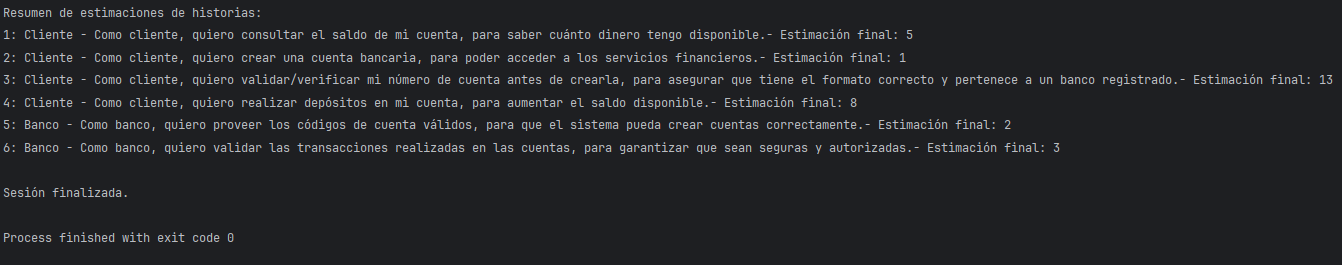 Resumen de estimaciones de historias:
1: Cliente - Como cliente, quiero consultar el saldo de mi cuenta, para saber cuánto dinero tengo disponible.- Estimación final: 5
2: Cliente - Como cliente, quiero crear una cuenta bancaria, para poder acceder a los servicios financieros.- Estimación final: 1
3: Cliente - Como cliente, quiero validar/verificar mi número de cuenta antes de crearla, para asegurar que tiene el formato correcto y pertenece a un banco registrado.- Estimación final: 13
4: Cliente - Como cliente, quiero realizar depósitos en mi cuenta, para aumentar el saldo disponible.- Estimación final: 8
5: Banco - Como banco, quiero proveer los códigos de cuenta válidos, para que el sistema pueda crear cuentas correctamente.- Estimación final: 2
6: Banco - Como banco, quiero validar las transacciones realizadas en las cuentas, para garantizar que sean seguras y autorizadas.- Estimación final: 3
Sesión finalizada.
Process finished with exit code 0